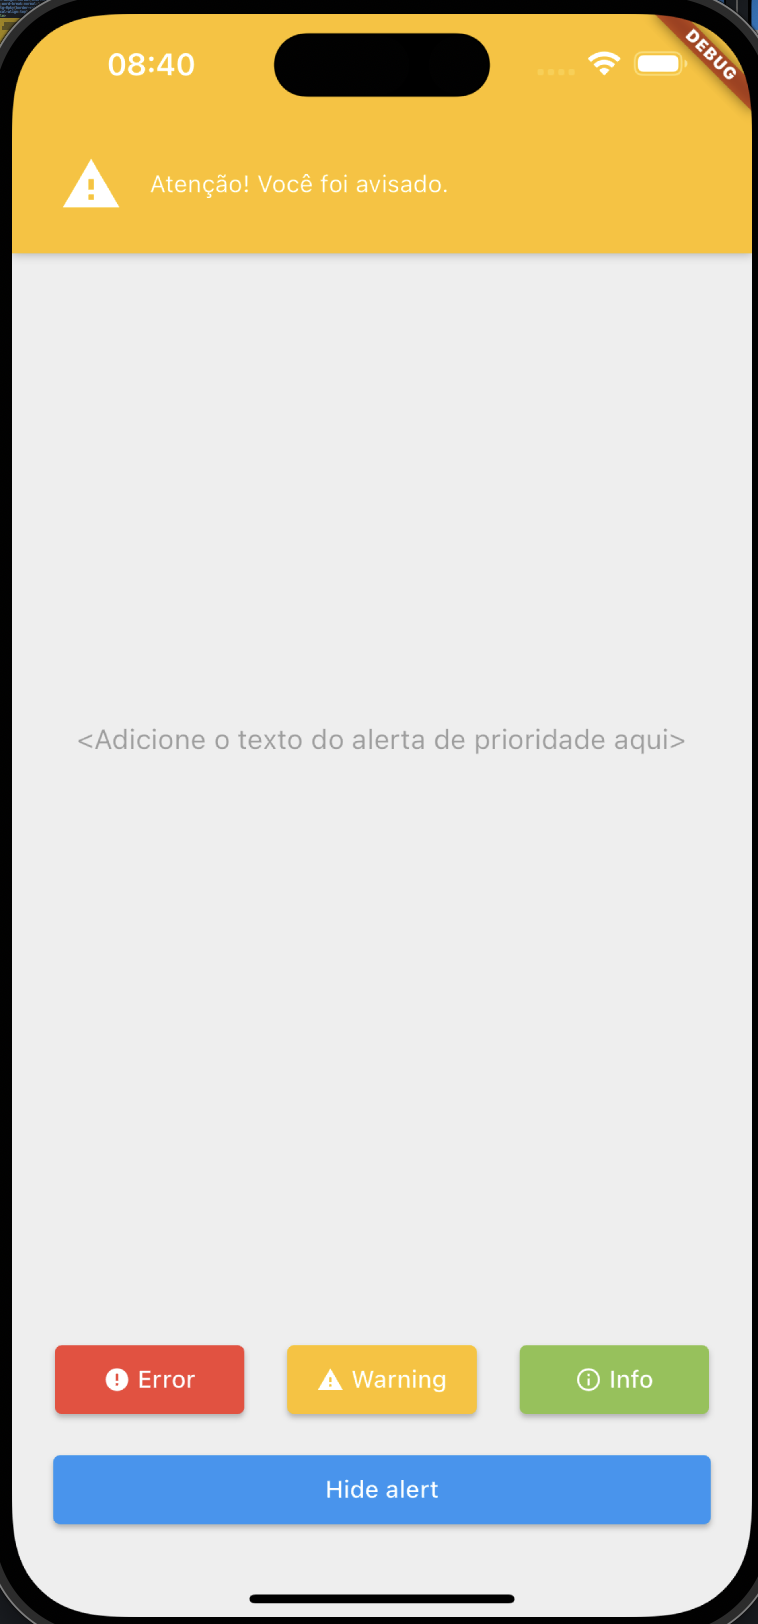 08:40
DEBUG
Atenção! Você foi avisado.
<Adicione o texto do alerta de prioridade aqui>
Error
Warning
Info
Hide alert